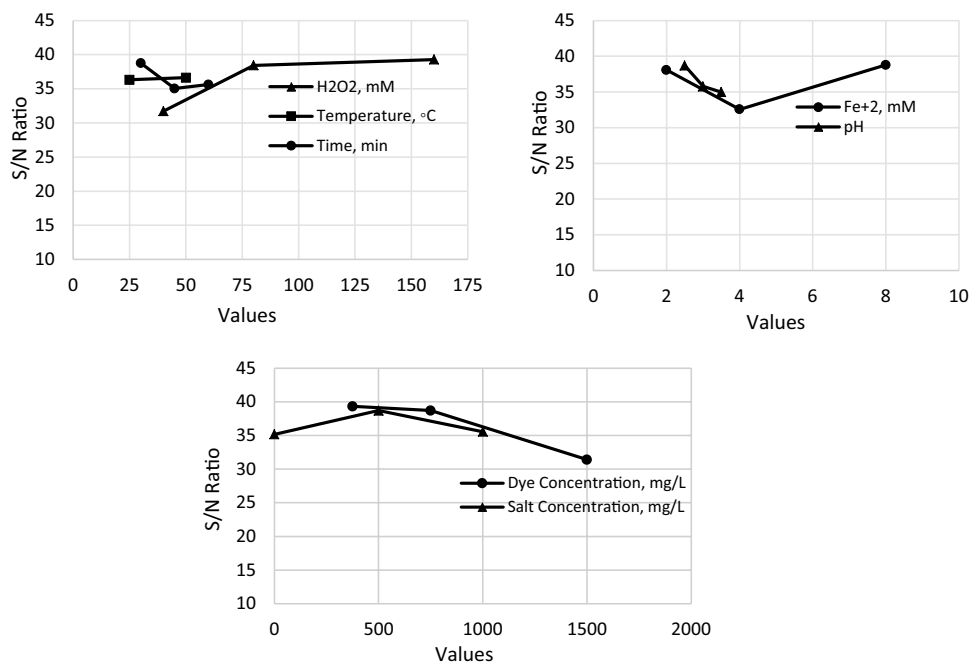 45
40
35
30
25
20
15
10
S/N Ratio
0 25 50 75 100 125 150 175
Values
H2O2, mM
Temperature, ◦C
Time, min
45
40
35
30
25
20
15
10
S/N Ratio
0 2 4 6 8 10
Values
Fe+2, mM
pH
45
40
35
30
25
20
15
10
S/N Ratio
0 500 1000 1500 2000
Values
Dye Concentration, mg/L
Salt Concentration, mg/L